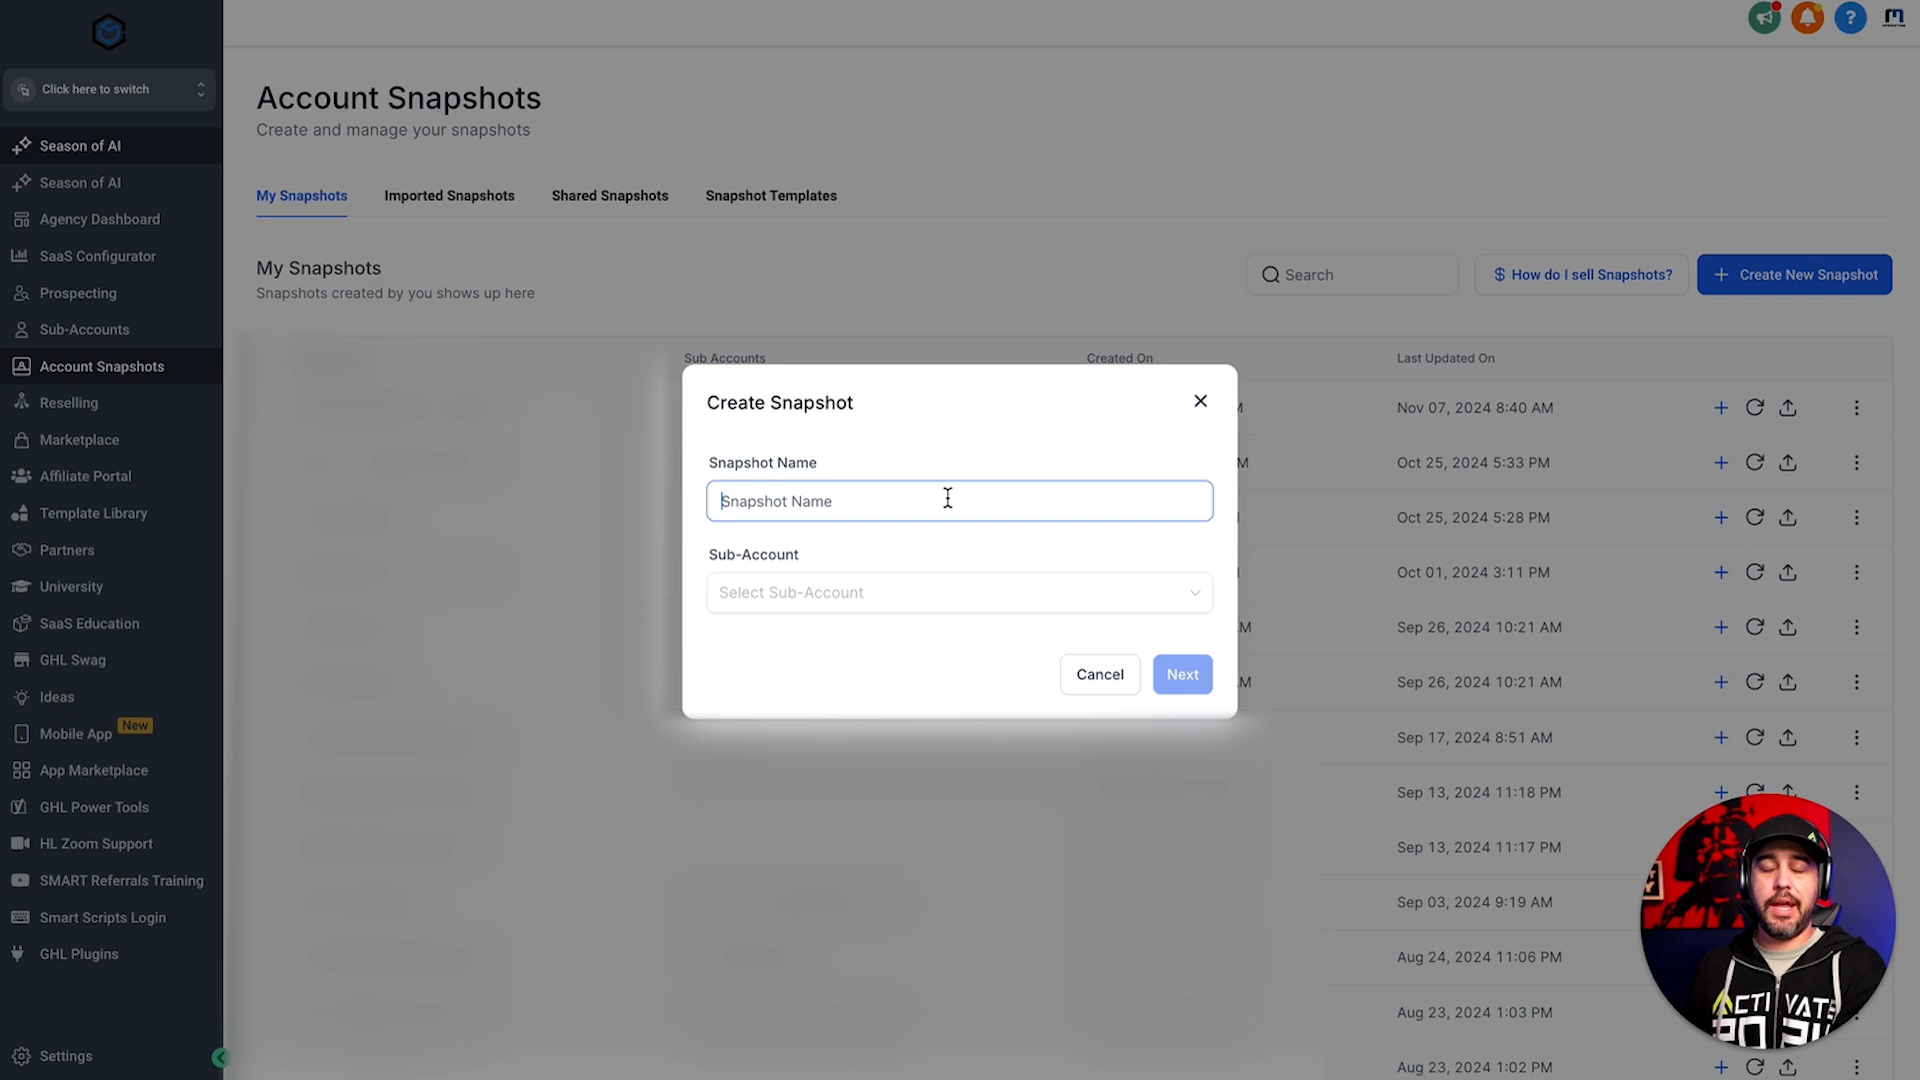 Click here to switch
Season of AI
Season of AI
Agency Dashboard
SaaS Configurator
Prospecting
Sub-Accounts
Account Snapshots
Reselling
Marketplace
Affiliate Portal
Template Library
Partners
University
SaaS Education
GHL Swag
Ideas
Mobile App New
App Marketplace
GHL Power Tools
HL Zoom Support
SMART Referrals Training
Smart Scripts Login
GHL Plugins
Settings
Account Snapshots
Create and manage your snapshots
My Snapshots Imported Snapshots Shared Snapshots Snapshot Templates
My Snapshots
Snapshots created by you shows up here
Search
$ How do I sell Snapshots?
+ Create New Snapshot
Sub Accounts Created On Last Updated On
Nov 07, 2024 8:40 AM
Oct 25, 2024 5:33 PM
Oct 25, 2024 5:28 PM
Oct 01, 2024 3:11 PM
Sep 26, 2024 10:21 AM
Sep 26, 2024 10:21 AM
Sep 17, 2024 8:51 AM
Sep 13, 2024 11:18 PM
Sep 13, 2024 11:17 PM
Sep 03, 2024 9:19 AM
Aug 24, 2024 11:06 PM
Aug 23, 2024 1:03 PM
Aug 23, 2024 1:02 PM
Create Snapshot
Snapshot Name
Snapshot Name
Sub-Account
Select Sub-Account
Cancel Next
ACTIVATE